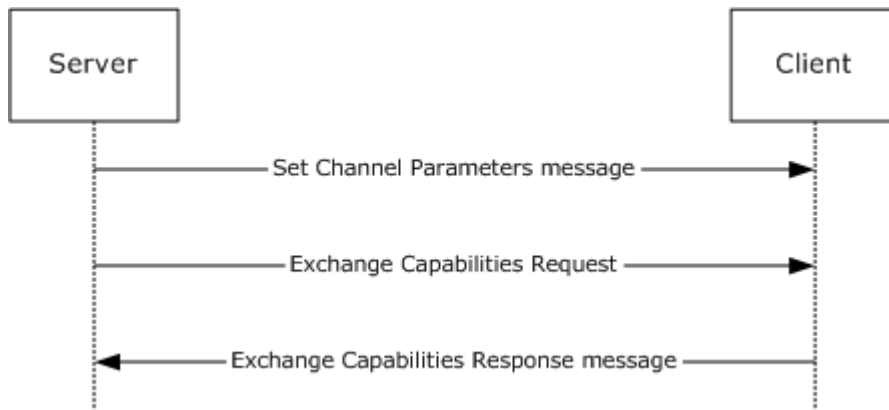 Server
Client
Set Channel Parameters message
Exchange Capabilities Request
Exchange Capabilities Response message